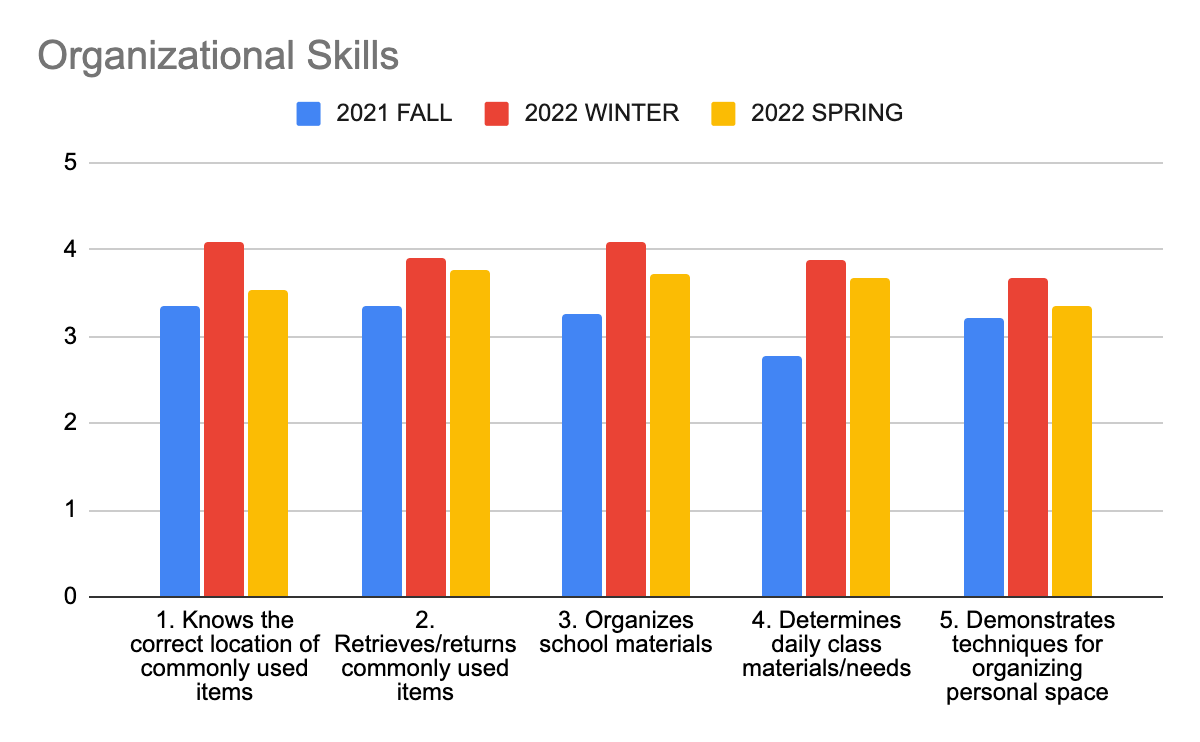 Organizational Skills
2021 FALL
2022 WINTER
2022 SPRING
5
4
3
2
1
0
1. Knows the
correct location of
commonly used
items
2.
Retrieves/returns
commonly used
items
3. Organizes
school materials
4. Determines
daily class
materials/needs
5. Demonstrates
techniques for
organizing
personal space